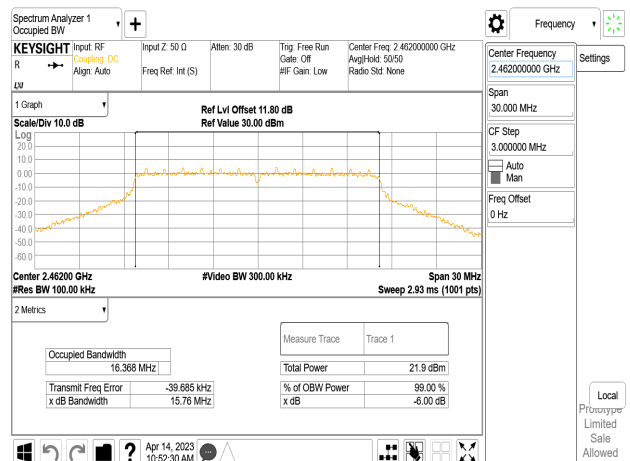 Spectrum Analyzer 1
Occupied BW
Frequency
KEYSIGHT
R
Input: RF
Coupling: DC
Align: Auto
Input Z: 50 Ω
Freq Ref: Int (S)
Atten: 30 dB
Trig: Free Run
Gate: Off
#IF Gain: Low
Center Freq: 2.462000000 GHz
Avg|Hold: 50/50
Radio Std: None
Center Frequency
2.462000000 GHz
Settings
Span
30.000 MHz
CF Step
3.000000 MHz
Auto
Man
Freq Offset
0 Hz
1 Graph
Scale/Div 10.0 dB
Ref Lvl Offset 11.80 dB
Ref Value 30.00 dBm
Log
20.0
10.0
0.00
-10.0
-20.0
-30.0
-40.0
-50.0
-60.0
Center 2.46200 GHz
#Video BW 300.00 kHz
Span 30 MHz
#Res BW 100.00 kHz
Sweep 2.93 ms (1001 pts)
2 Metrics
Measure Trace
Trace 1
Occupied Bandwidth
16.368 MHz
Total Power
21.9 dBm
Transmit Freq Error
-39.685 kHz
% of OBW Power
99.00 %
x dB Bandwidth
15.76 MHz
x dB
-6.00 dB
Local
Prototype
Limited
Sale
Allowed
?
Apr 14, 2023
10:52:30 AM